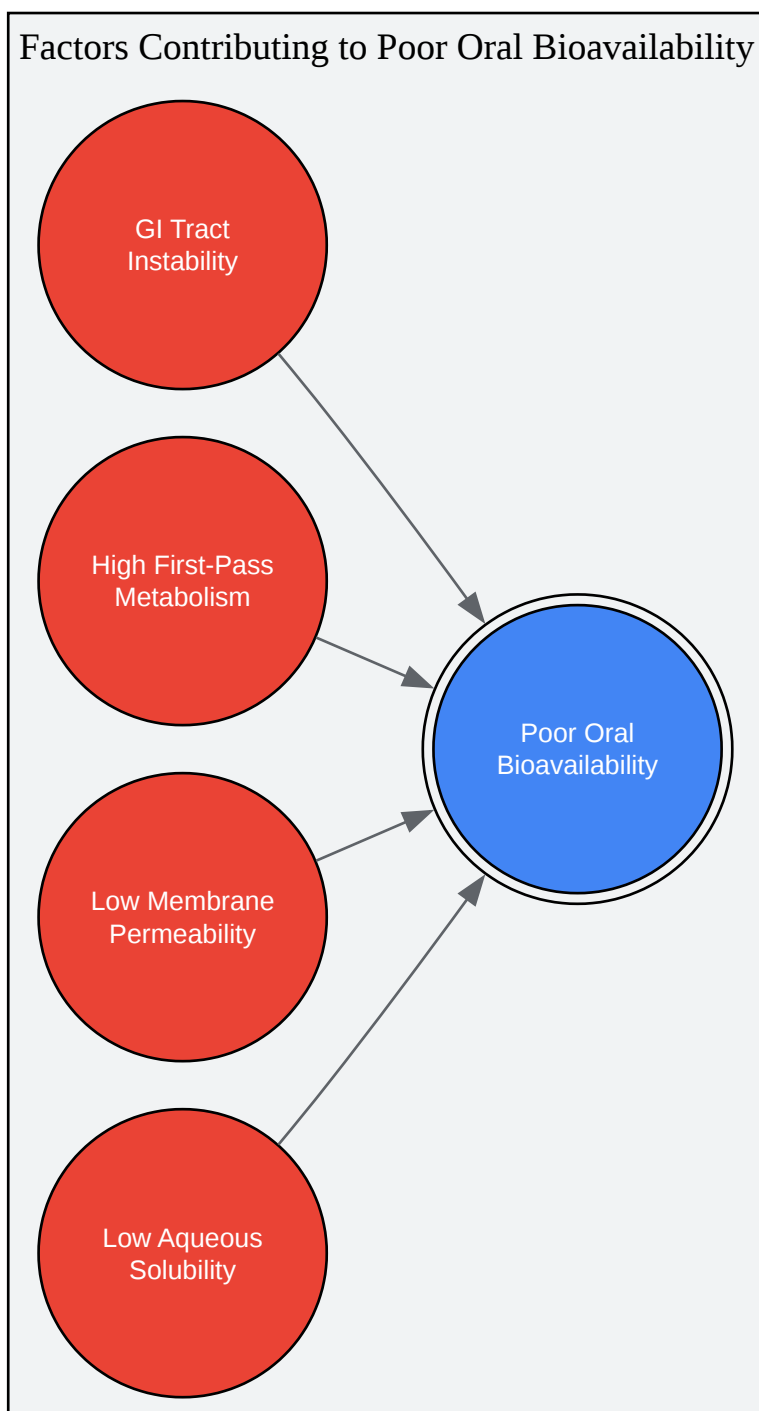 Factors Contributing to Poor Oral Bioavailability
GI Tract
Instability
High First-Pass
Metabolism
Poor Oral
Bioavailability
Low Membrane
Permeability
Low Aqueous
Solubility